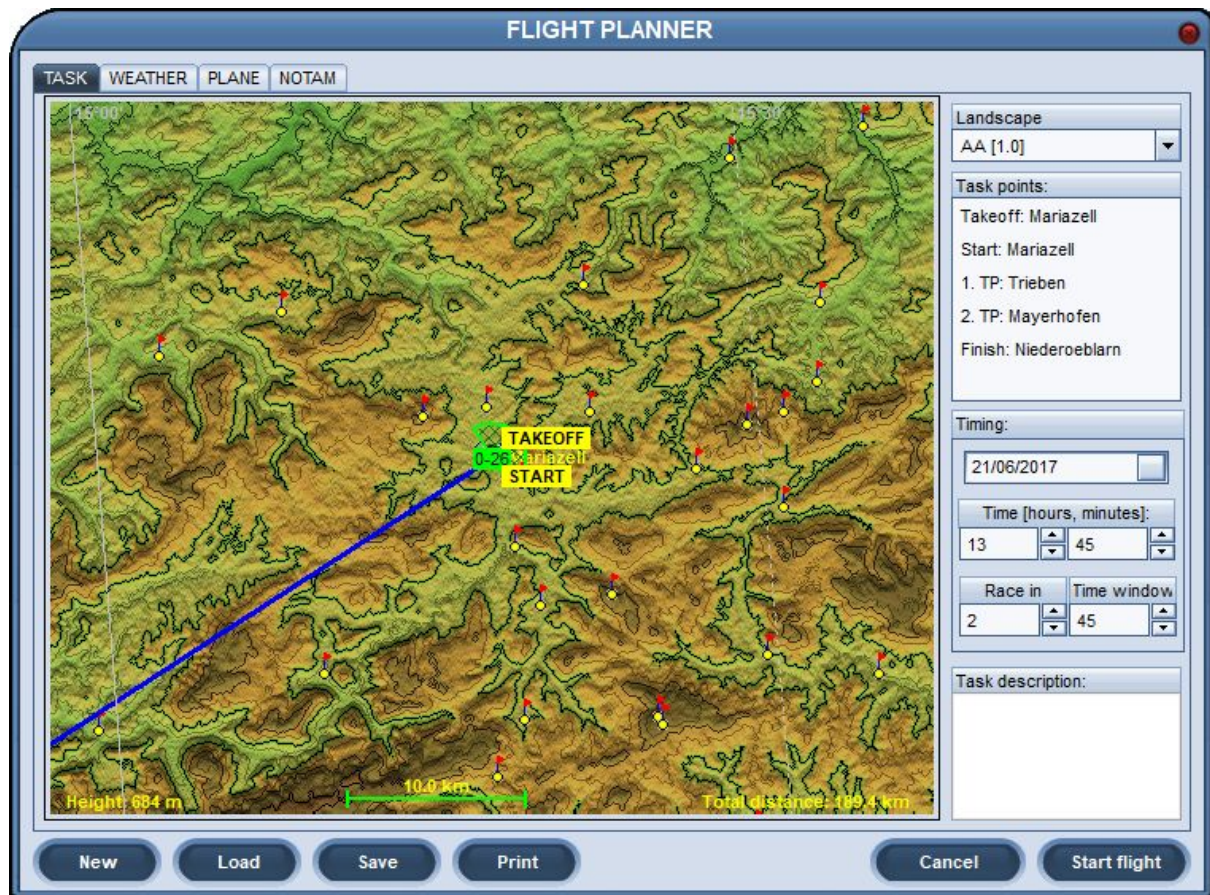 FLIGHT PLANNER
TASK WEATHER PLANE NOTAM
15°00'
15°30'
TAKEOFF
0-26
Mariazell
START
Height: 684 m
10.0 km
Total distance: 189.4 km
Landscape
AA [1.0]
Task points:
Takeoff: Mariazell
Start: Mariazell
1. TP: Trieben
2. TP: Mayerhofen
Finish: Niederoeblarn
Timing:
21/06/2017
Time [hours, minutes]:
13 45
Race in Time window
2 45
Task description:
New Load Save Print Cancel Start flight